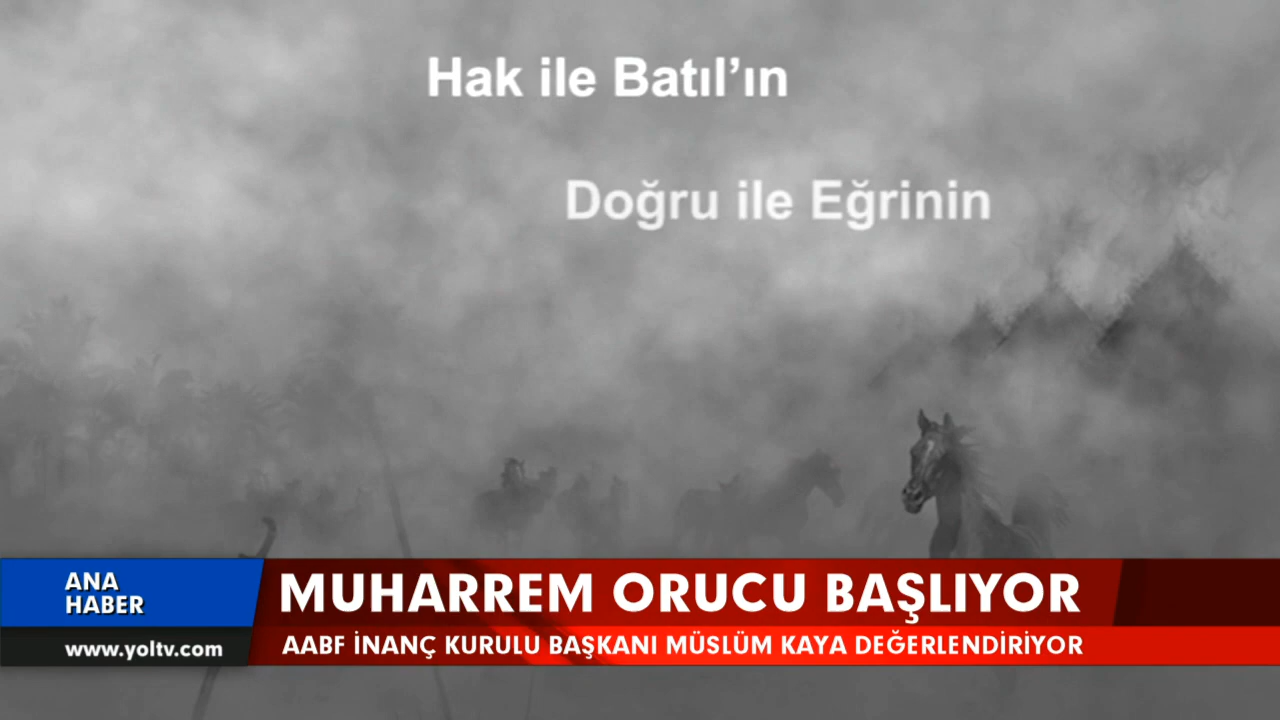 Hak ile Batıl’ın
Doğru ile Eğrinin
ANA
HABER
MUHARREM ORUCU BAŞLIYOR
www.yoltv.com
AABF İNANÇ KURULU BAŞKANI MÜSLÜM KAYA DEĞERLENDİRİYOR